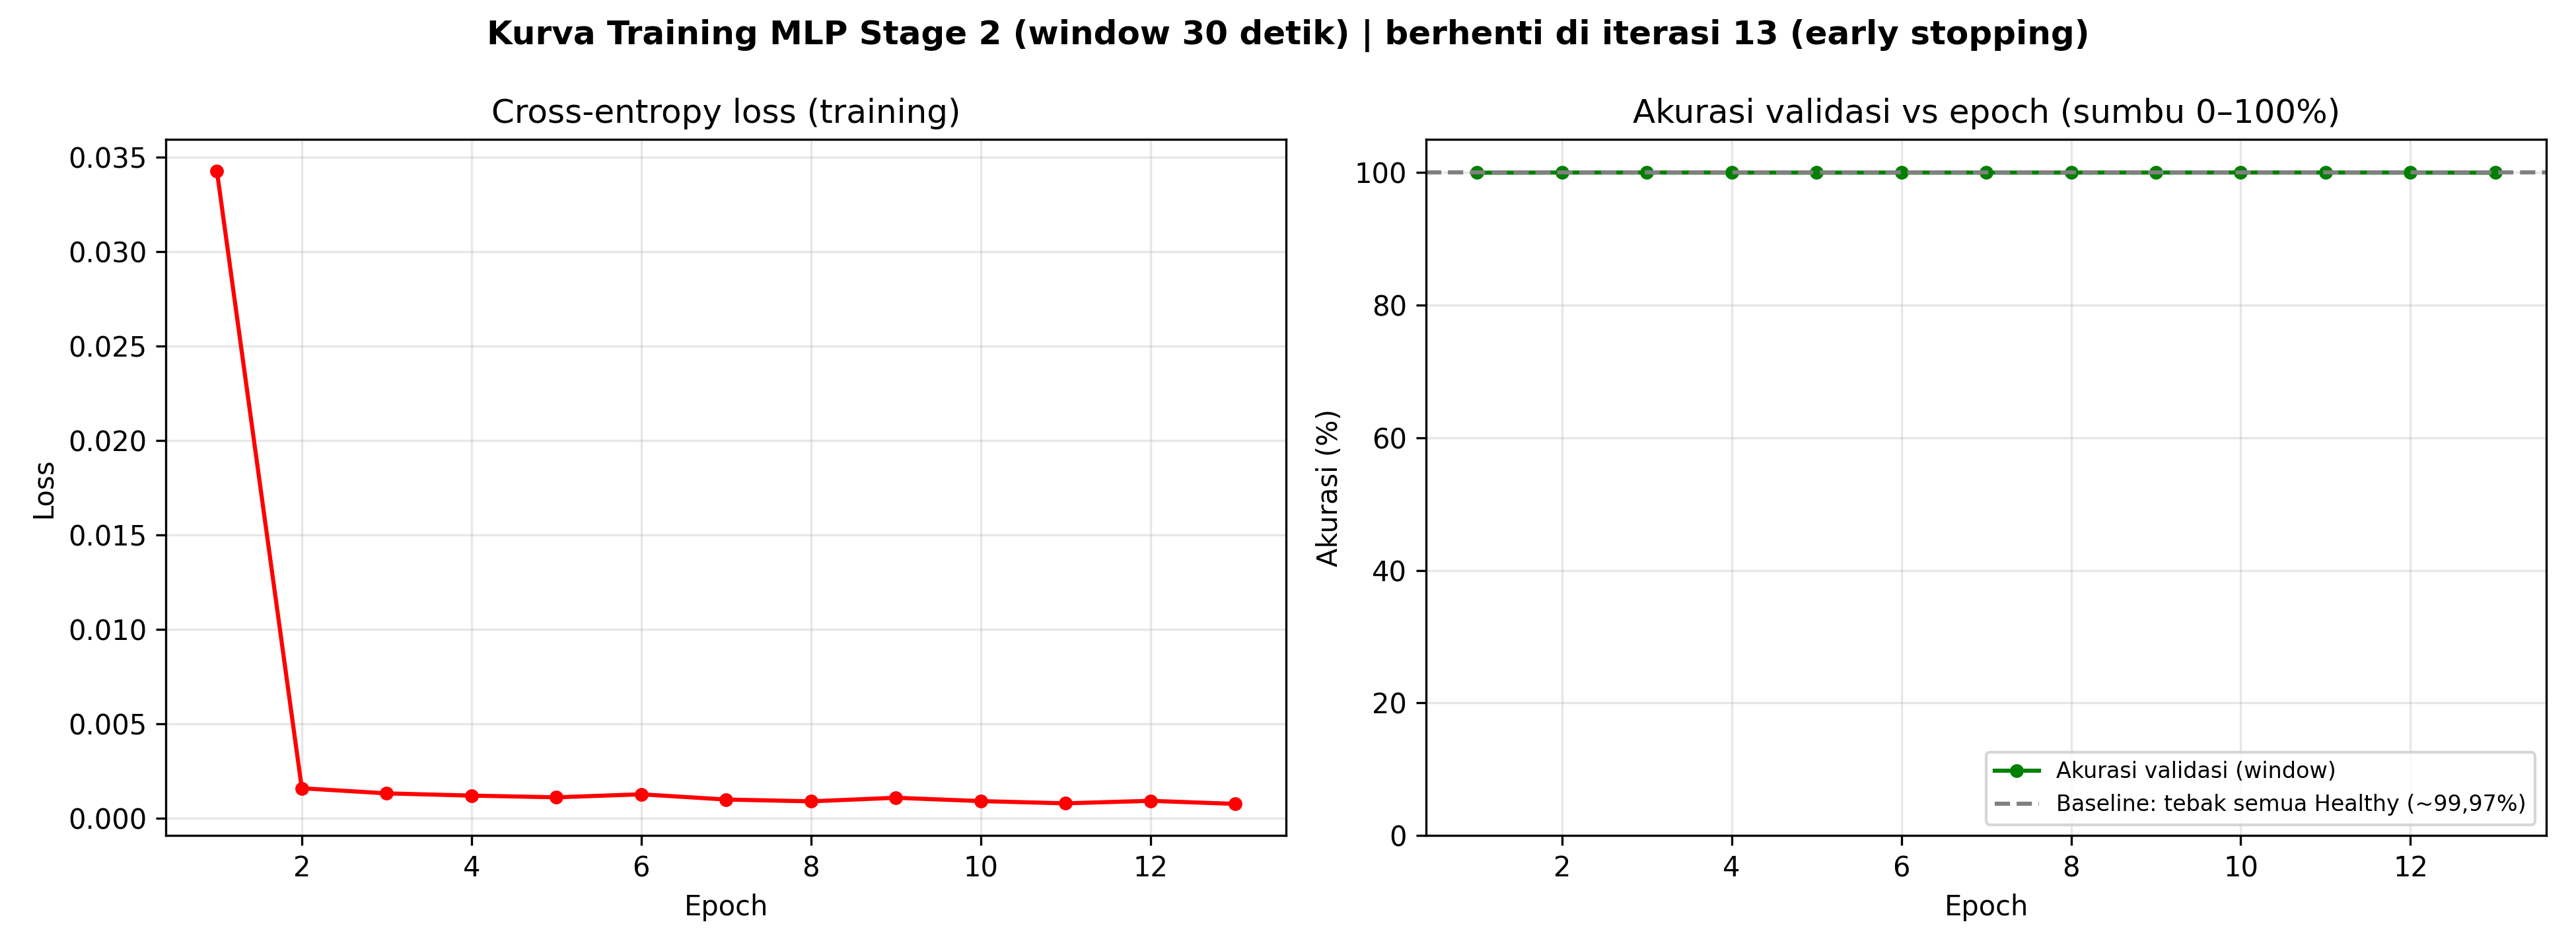 Kurva Training MLP Stage 2 (window 30 detik) | berhenti di iterasi 13 (early stopping)
Cross-entropy loss (training)
0.035
0.030
0.025
0.020
0.015
0.010
0.005
0.000
Loss
2 4 6 8 10 12
Epoch
Akurasi validasi vs epoch (sumbu 0–100%)
100
80
60
40
20
0
Akurasi (%)
Akurasi validasi (window)
Baseline: tebak semua Healthy (~99,97%)
2 4 6 8 10 12
Epoch